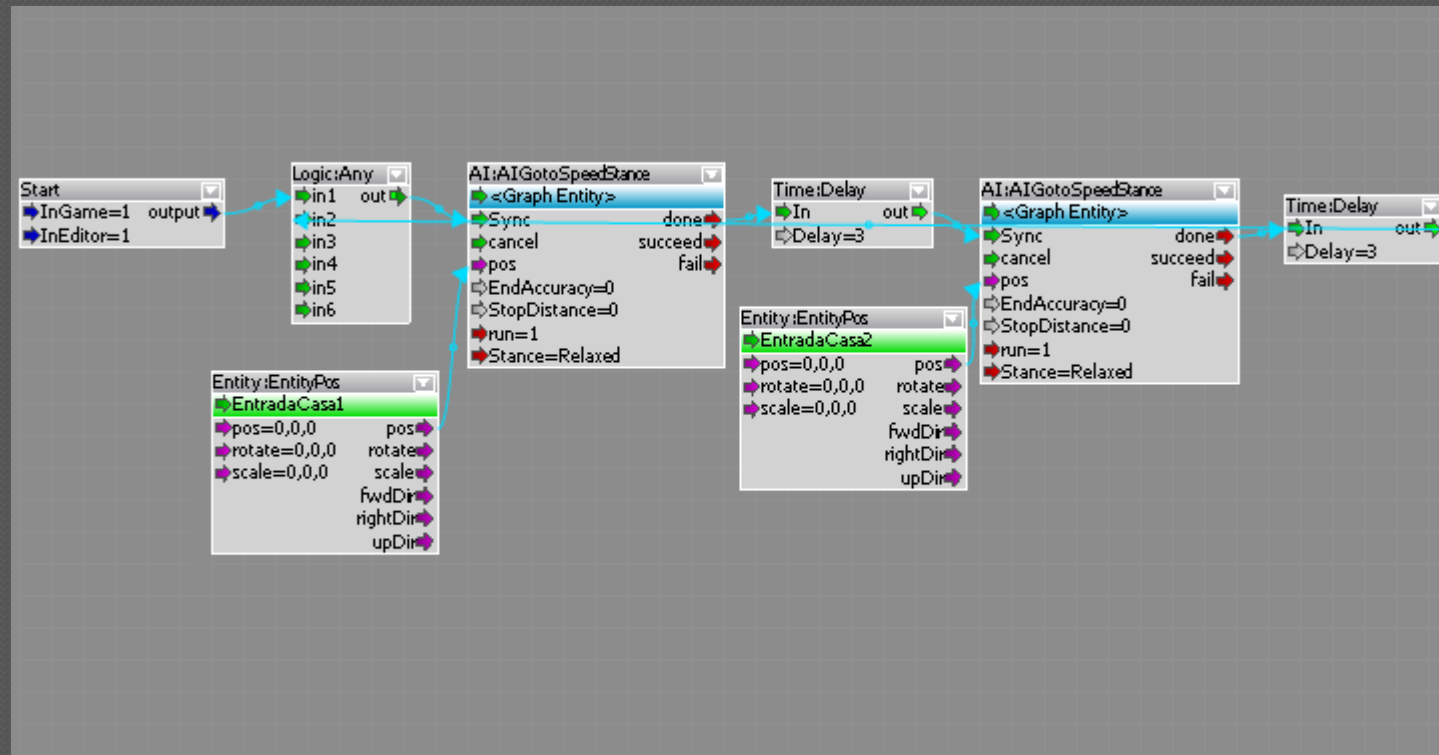 Start
InGame=1 output
InEditor=1
Logic:Any
in1 out
in2
in3
in4
in5
in6
AI:AIGotoSpeedStance
<Graph Entity>
Sync done
cancel succeed
pos fail
EndAccuracy=0
StopDistance=0
run=1
Stance=Relaxed
Time:Delay
In out
Delay=3
AI:AIGotoSpeedStance
<Graph Entity>
Sync done
cancel succeed
pos fail
EndAccuracy=0
StopDistance=0
run=1
Stance=Relaxed
Time:Delay
In out
Delay=3
Entity:EntityPos
EntradaCasa1
pos=0,0,0 pos
rotate=0,0,0 rotate
scale=0,0,0 scale
fwdDir
rightDir
upDir
Entity:EntityPos
EntradaCasa2
pos=0,0,0 pos
rotate=0,0,0 rotate
scale=0,0,0 scale
fwdDir
rightDir
upDir